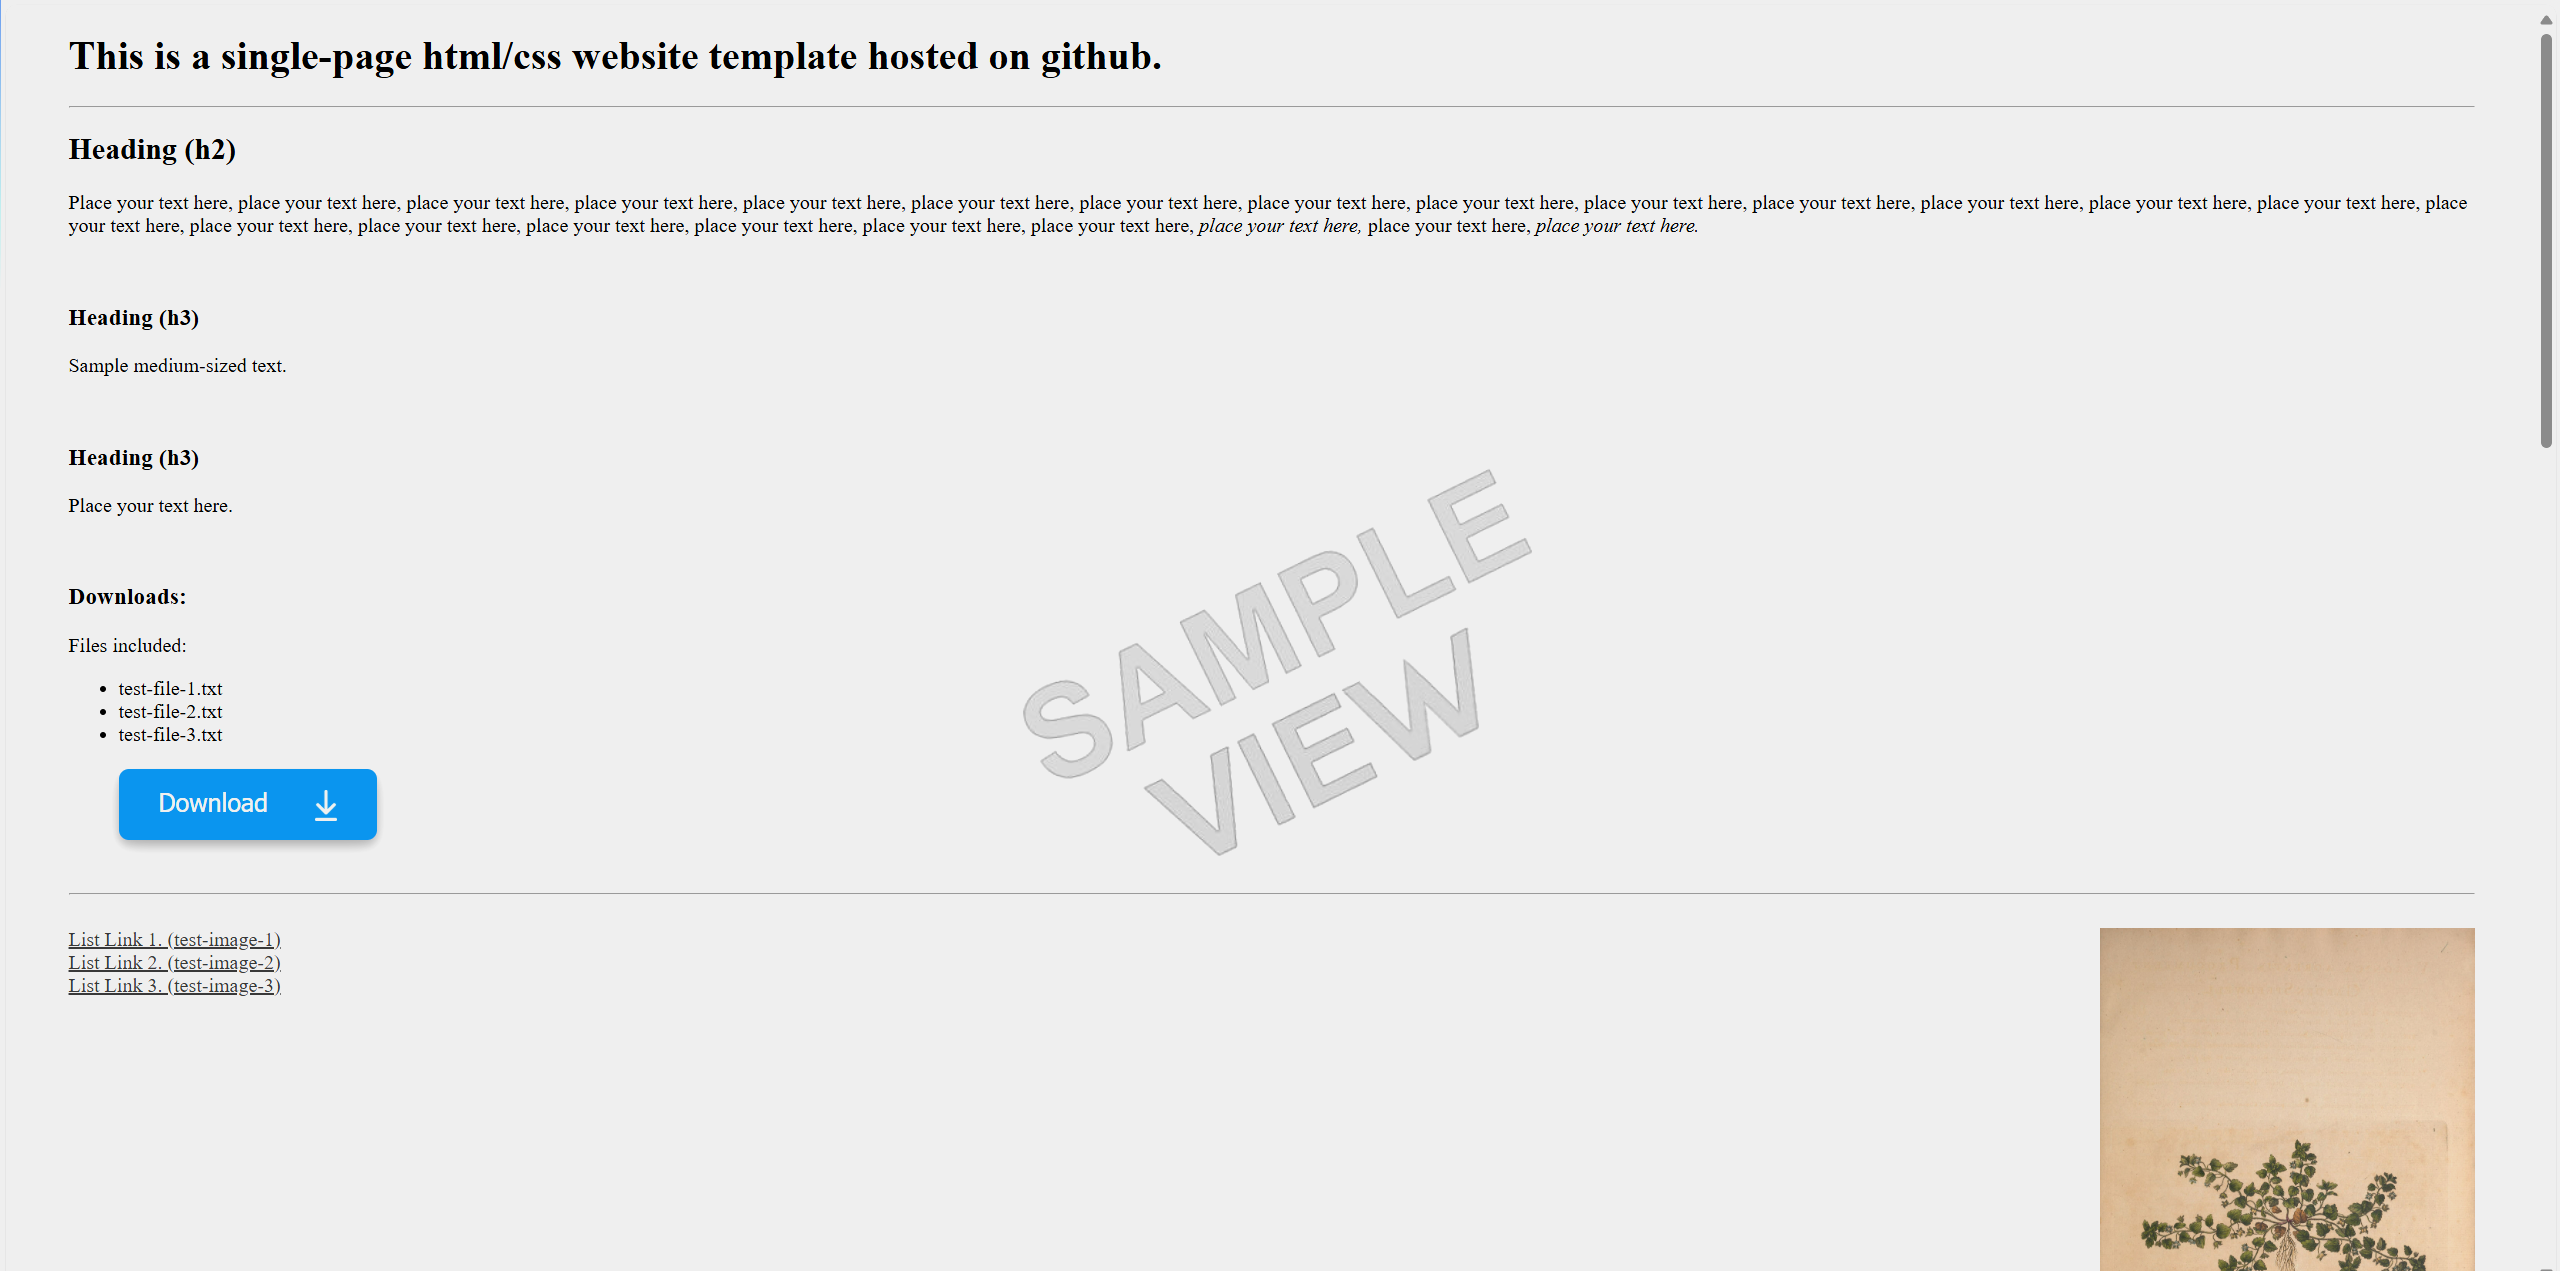 This is a single-page html/css website template hosted on github.
Heading (h2)
Place your text here, place your text here, place your text here, place your text here, place your text here, place your text here, place your text here, place your text here, place your text here, place your text here, place your text here, place your text here, place your text here, place your text here, place
your text here, place your text here, place your text here, place your text here, place your text here, place your text here, place your text here, place your text here, place your text here, place your text here.
Heading (h3)
Sample medium-sized text.
Heading (h3)
Place your text here.
SAMPLE
VIEW
Downloads:
Files included:
• test-file-1.txt
• test-file-2.txt
• test-file-3.txt
Download
List Link 1. (test-image-1)
List Link 2. (test-image-2)
List Link 3. (test-image-3)